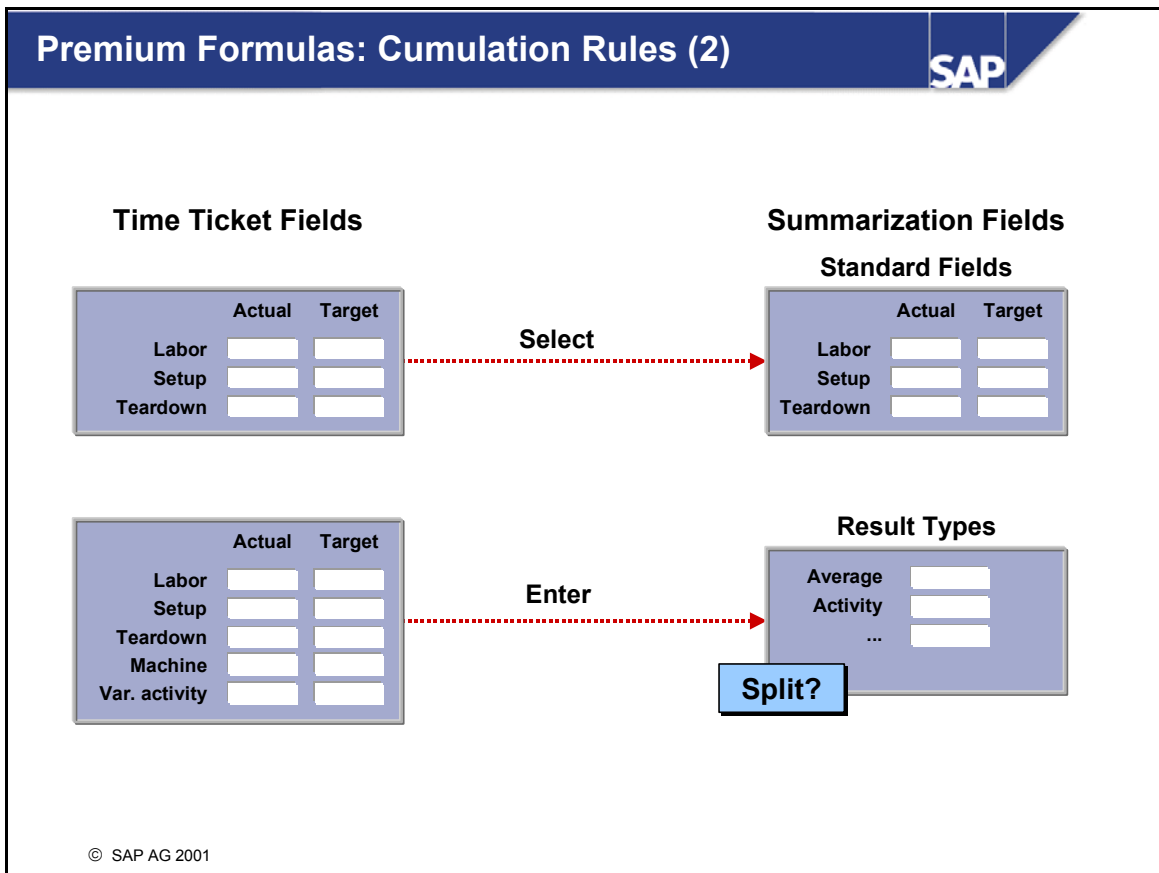 Premium Formulas: Cumulation Rules (2)
SAP
Time Ticket Fields
Summarization Fields
Standard Fields
Actual Target
Labor
Setup
Teardown
Select
Actual Target
Labor
Setup
Teardown
Actual Target
Labor
Setup
Teardown
Machine
Var. activity
Enter
Result Types
Average
Activity
...
Split?
© SAP AG 2001